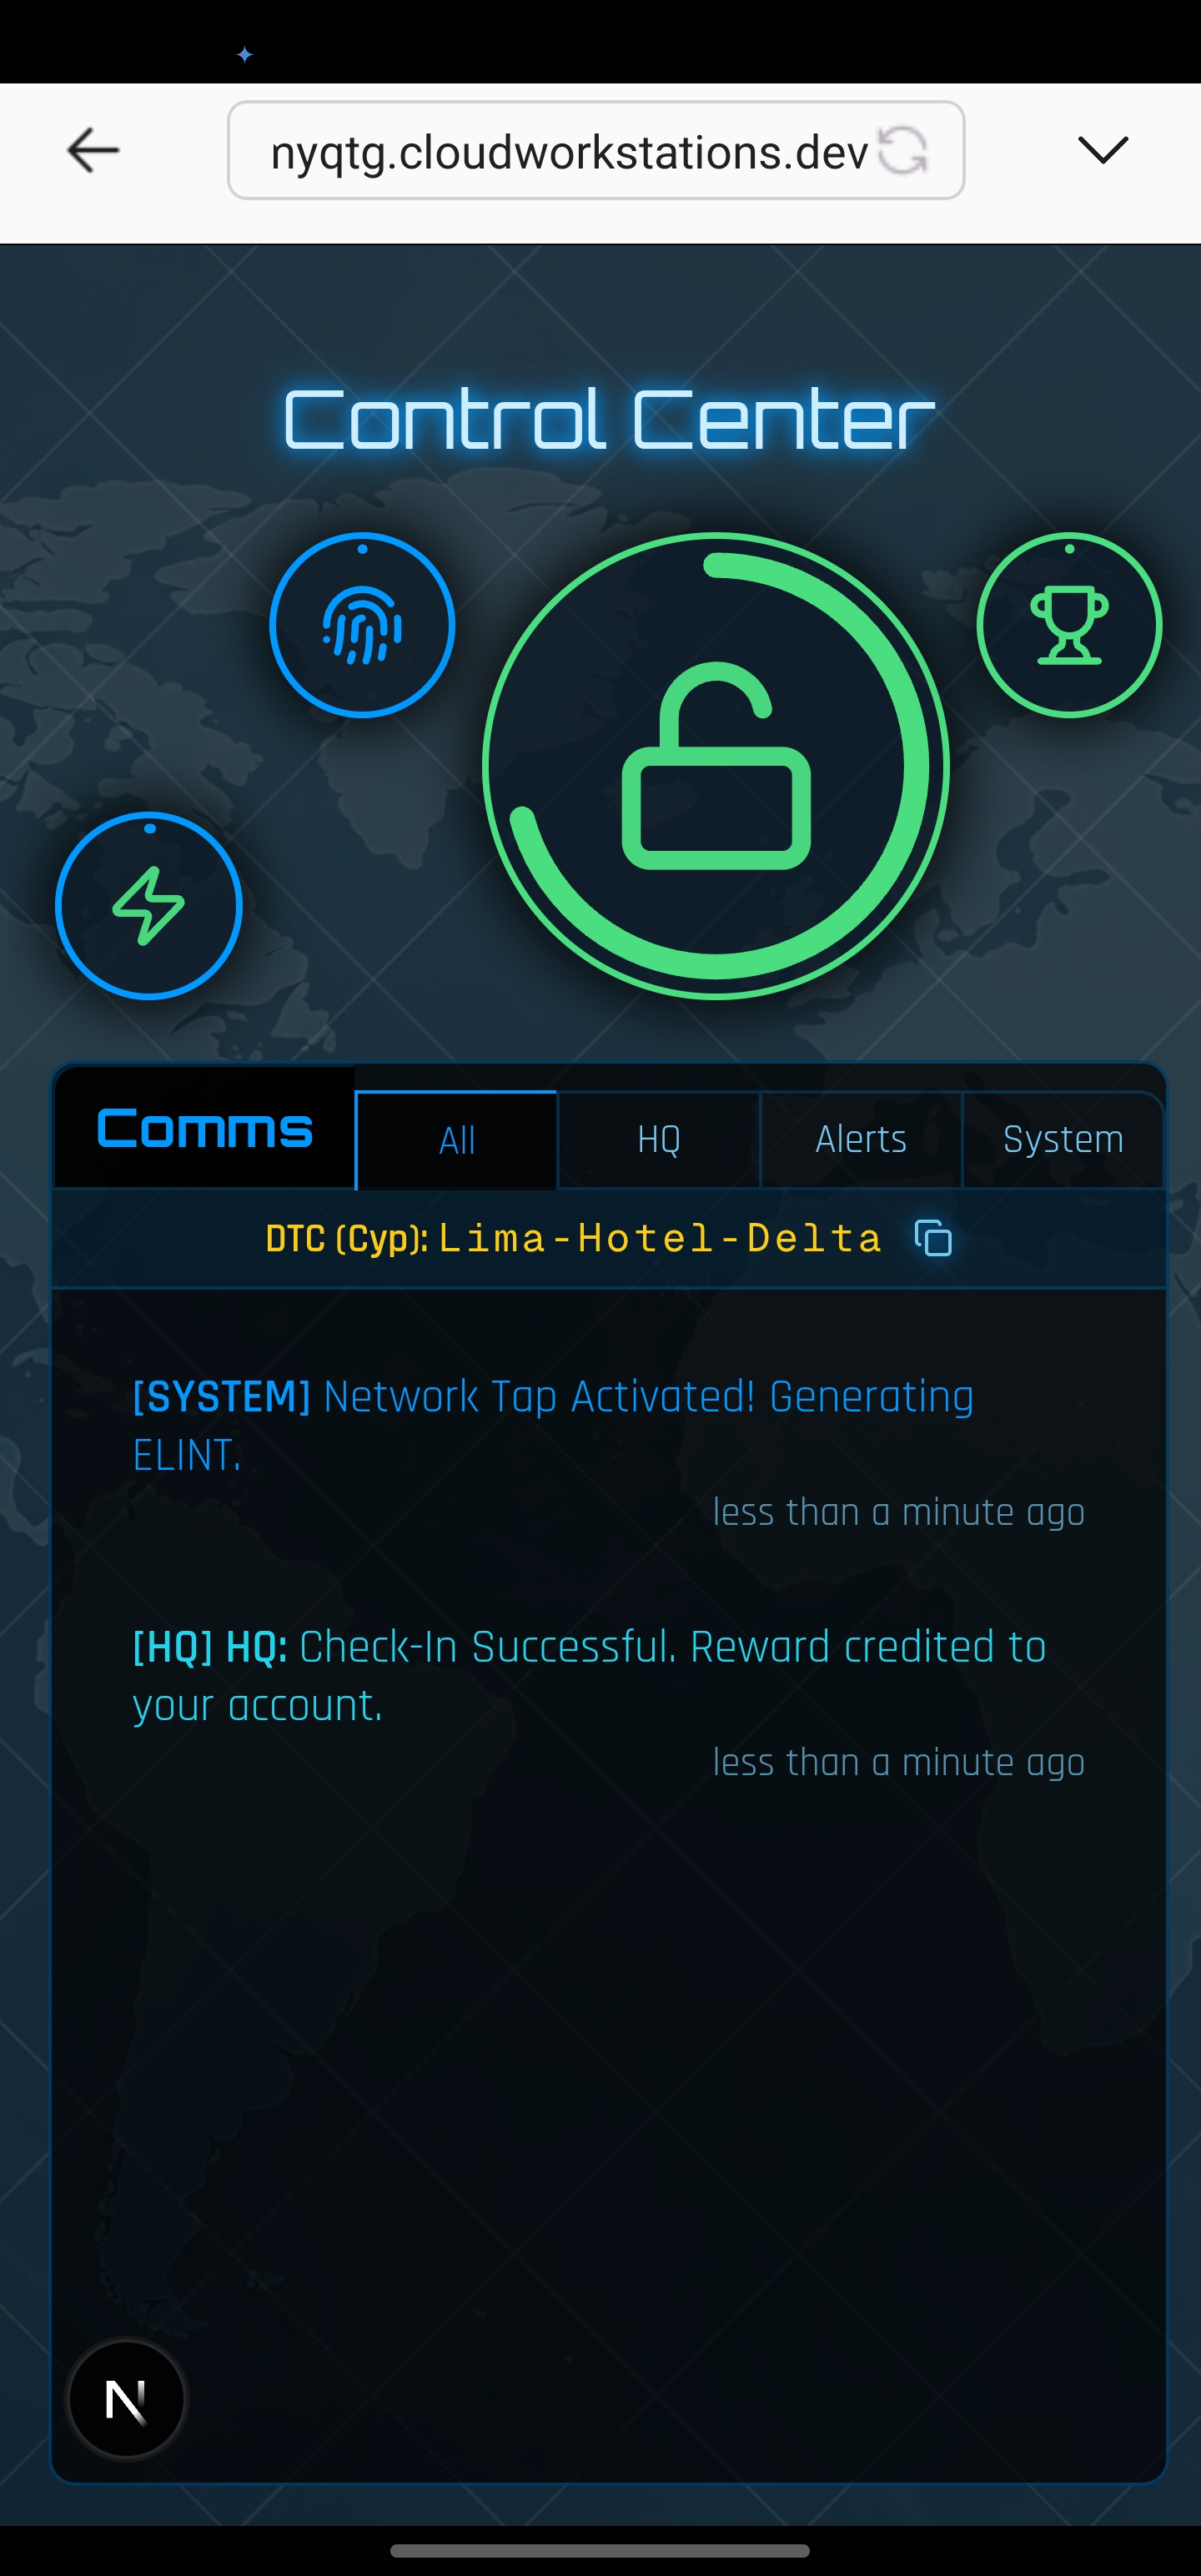 nyqtg.cloudworkstations.dev
Control Center
Comms
All
HQ
Alerts
System
DTC (Cyp): Lima-Hotel-Delta
[SYSTEM] Network Tap Activated! Generating
ELINT.
less than a minute ago
[HQ] HQ: Check-In Successful. Reward credited to
your account.
less than a minute ago
N